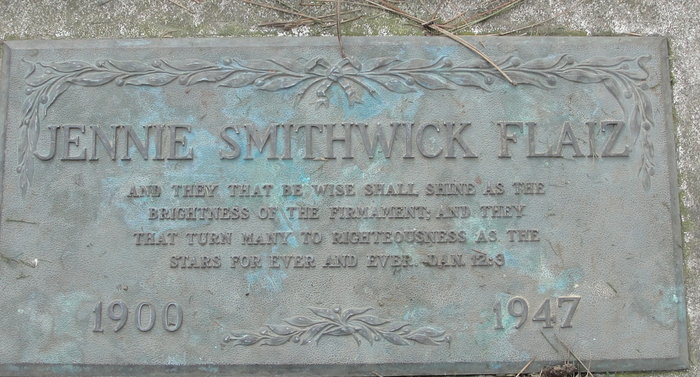 JENNIE SMITHWICK FLAIZ
AND THEY THAT BE WISE SHALL SHINE AS THE
BRIGHTNESS OF THE FIRMAMENT; AND THEY
THAT TURN MANY TO RIGHTEOUSNESS AS THE
STARS FOR EVER AND EVER. DAN. 12:3
1900 1947